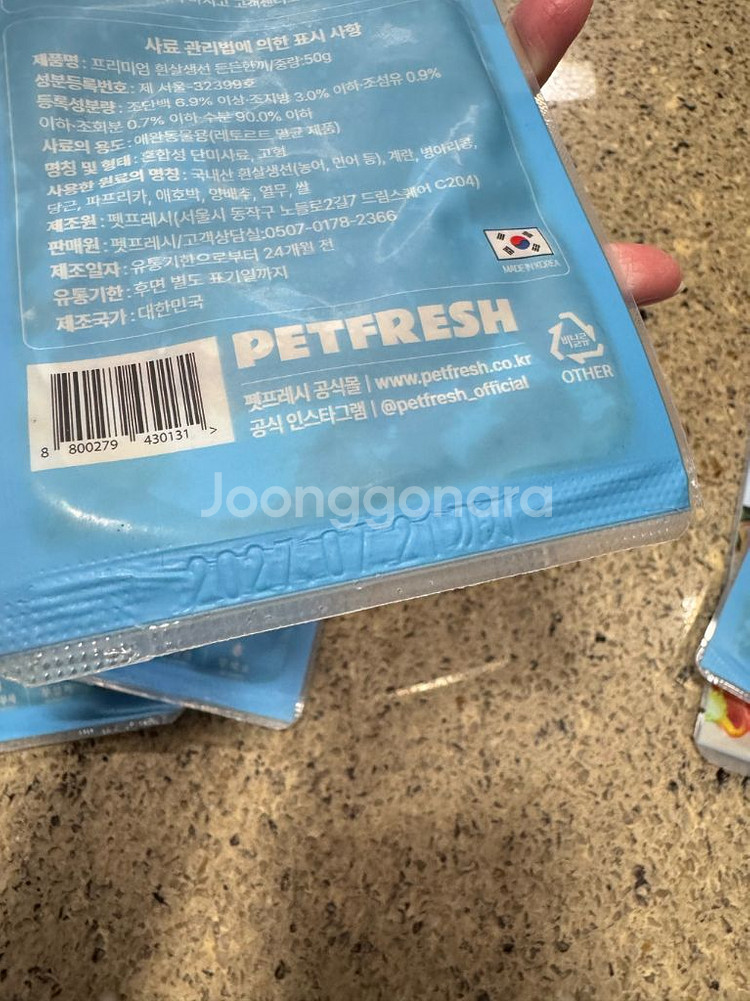 사료 관리법에 의한 표시 사항
제품명 : 프리미엄 흰살생선 든든한끼/중량:50g
성분등록번호 : 제 서울-32399호
등록성분량 : 조단백 6.9% 이상·조지방 3.0% 이하·조섬유 0.9%
이하·조회분 0.7% 이하·수분 90.0% 이하
사료의 용도 : 애완동물용(레토르트 멸균 제품)
명칭 및 형태 : 혼합성 단미사료, 고형
사용한 원료의 명칭 : 국내산 흰살생선(농어, 민어 등), 계란, 병아리콩,
당근, 파프리카, 애호박, 양배추, 열무, 쌀
제조원 : 펫프레시(서울시 동작구 노들로2길7 드림스퀘어 C204)
판매원 : 펫프레시/고객상담실:0507-0178-2366
제조일자 : 유통기한으로부터 24개월 전
유통기한 : 후면 별도 표기일까지
제조국가 : 대한민국
MADE IN KOREA
PETFRESH
펫프레시 공식몰 | www.petfresh.co.kr
공식 인스타그램 | @petfresh_official
비닐류
OTHER
8 800279 430131 >
Joonggonara
2027.07.21